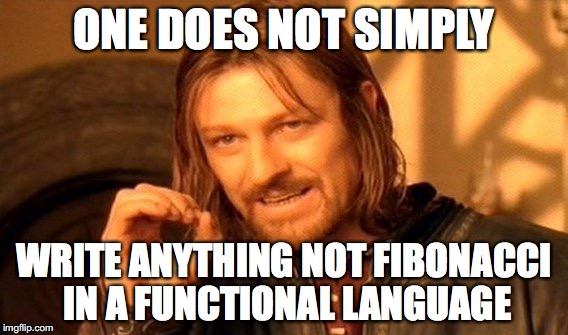 ONE DOES NOT SIMPLY
WRITE ANYTHING NOT FIBONACCI
IN A FUNCTIONAL LANGUAGE
imgflip.com